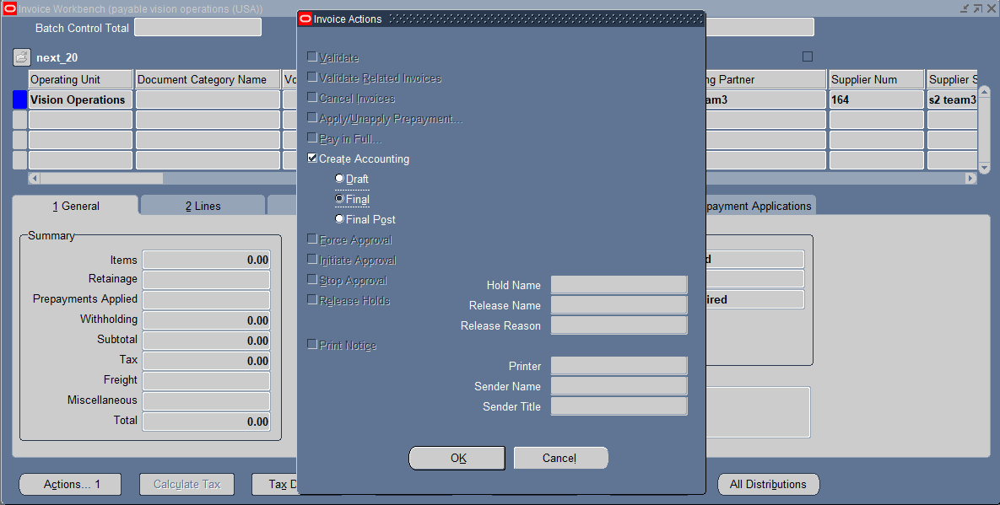 Invoice Workbench (payable vision operations (USA))
Invoice Actions
Batch Control Total
next_20
Operating Unit Document Category Name Vo ng Partner Supplier Num Supplier S
Vision Operations am3 164 s2 team3
Validate
Validate Related Invoices
Cancel Invoices
Apply/Unapply Prepayment...
Pay in Full...
Create Accounting
Draft
Final
Final Post
Force Approval
Initiate Approval
Stop Approval
Release Holds
Hold Name
Release Name
Release Reason
Print Notice
Printer
Sender Name
Sender Title
OK Cancel
1 General 2 Lines payment Applications
Summary
Items 0.00
Retainage
Prepayments Applied
Withholding 0.00
Subtotal 0.00
Tax 0.00
Freight
Miscellaneous
Total 0.00
d
ired
Actions... 1 Calculate Tax Tax D All Distributions